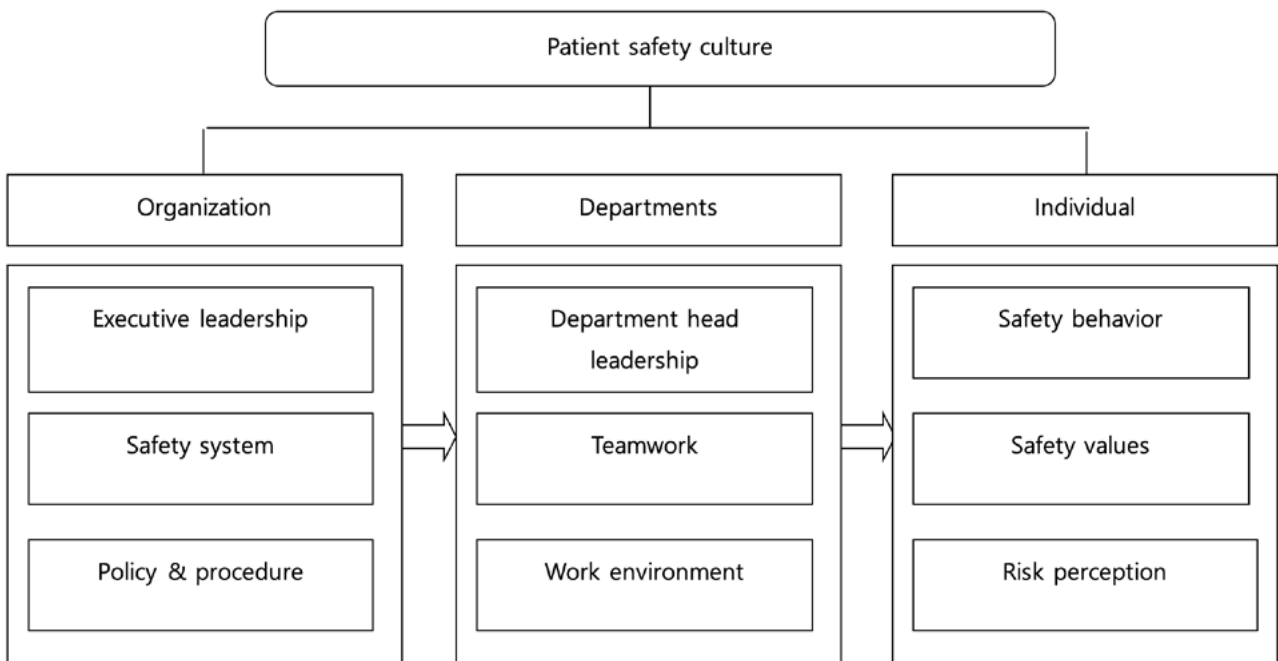 Patient safety culture
Organization
Departments
Individual
Executive leadership
Safety system
Policy & procedure
Department head
leadership
Teamwork
Work environment
Safety behavior
Safety values
Risk perception